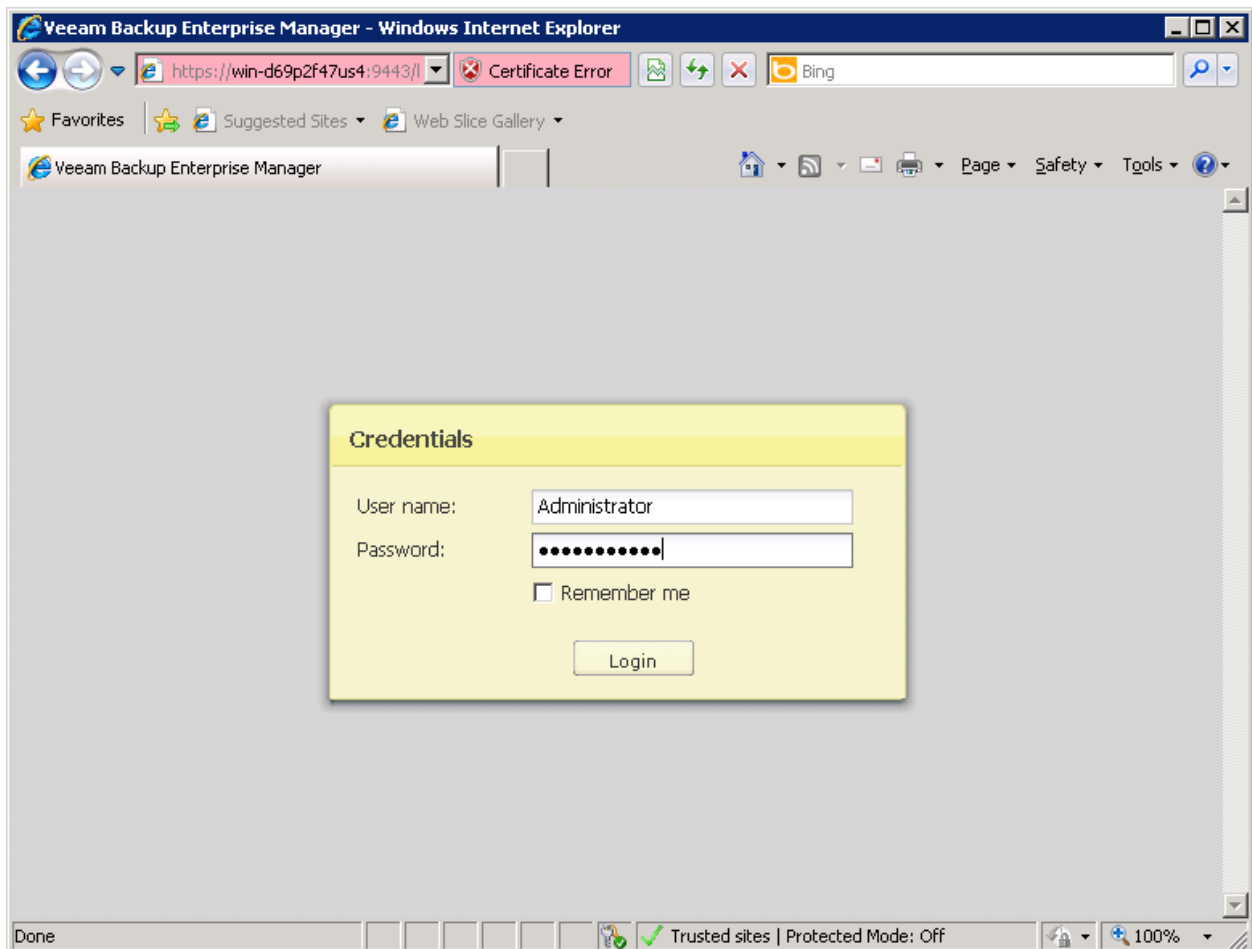 Veeam Backup Enterprise Manager - Windows Internet Explorer
https://win-d69p2f47us4:9443/l Certificate Error Bing
Favorites Suggested Sites Web Slice Gallery
Veeam Backup Enterprise Manager Page Safety Tools
Credentials
User name: Administrator
Password: •••••••••••
Remember me
Login
Done Trusted sites | Protected Mode: Off 100%